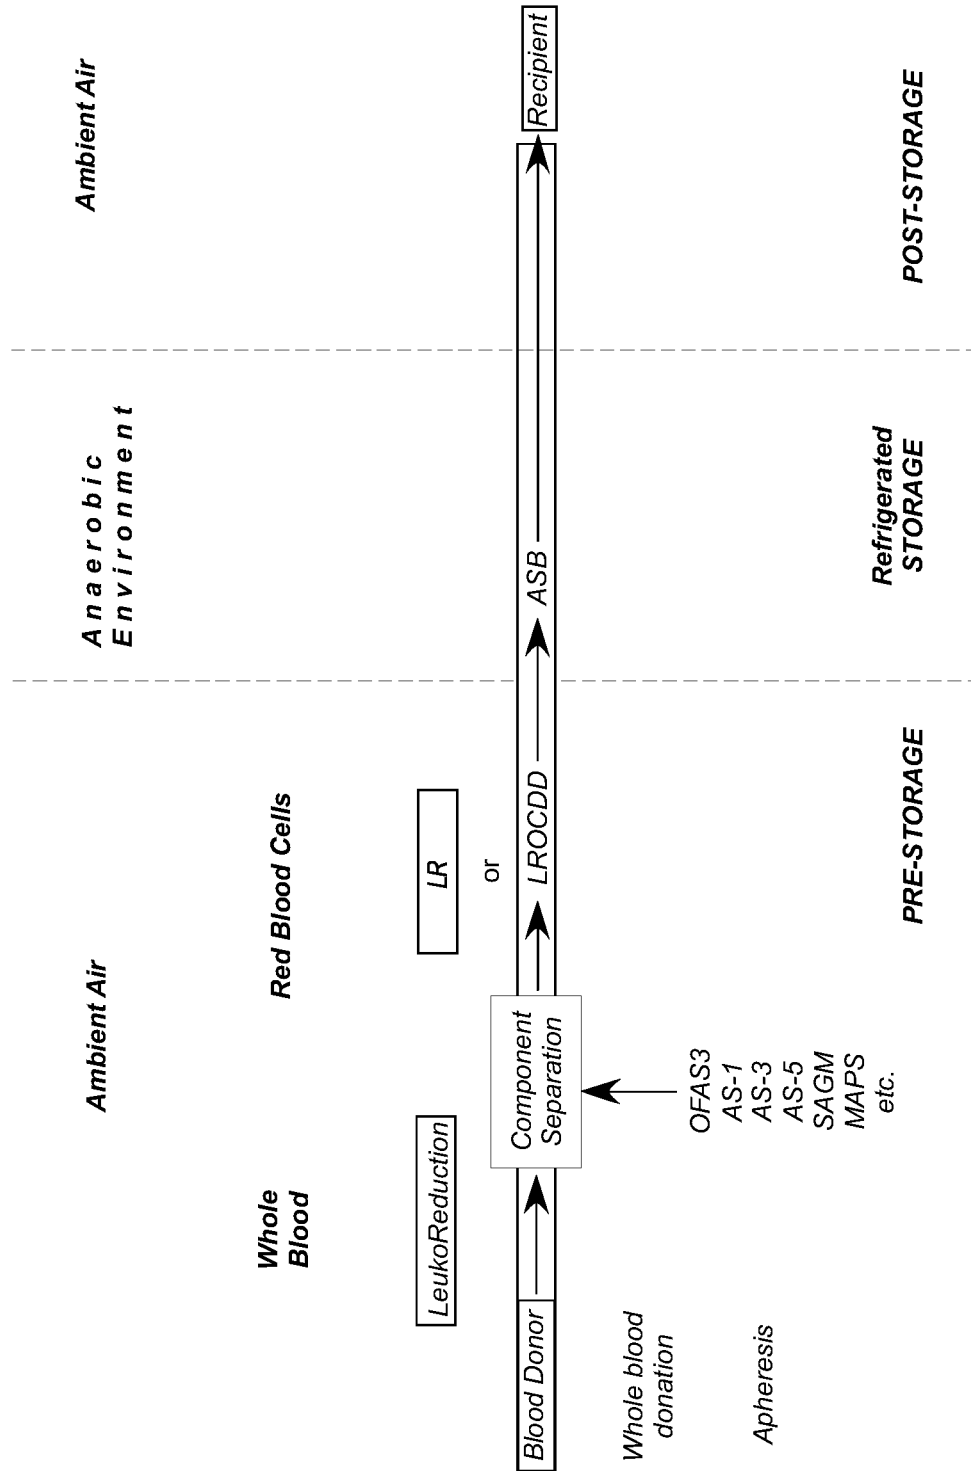 Ambient Air
Anaerobic
Environment
Ambient Air
Whole
Blood
Red Blood Cells
LeukoReduction
LR
or
Blood Donor
Component
Separation
LROCDD
ASB
Recipient
Whole blood
donation
Apheresis
OFAS3
AS-1
AS-3
AS-5
SAGM
MAPS
etc.
PRE-STORAGE
Refrigerated
STORAGE
POST-STORAGE